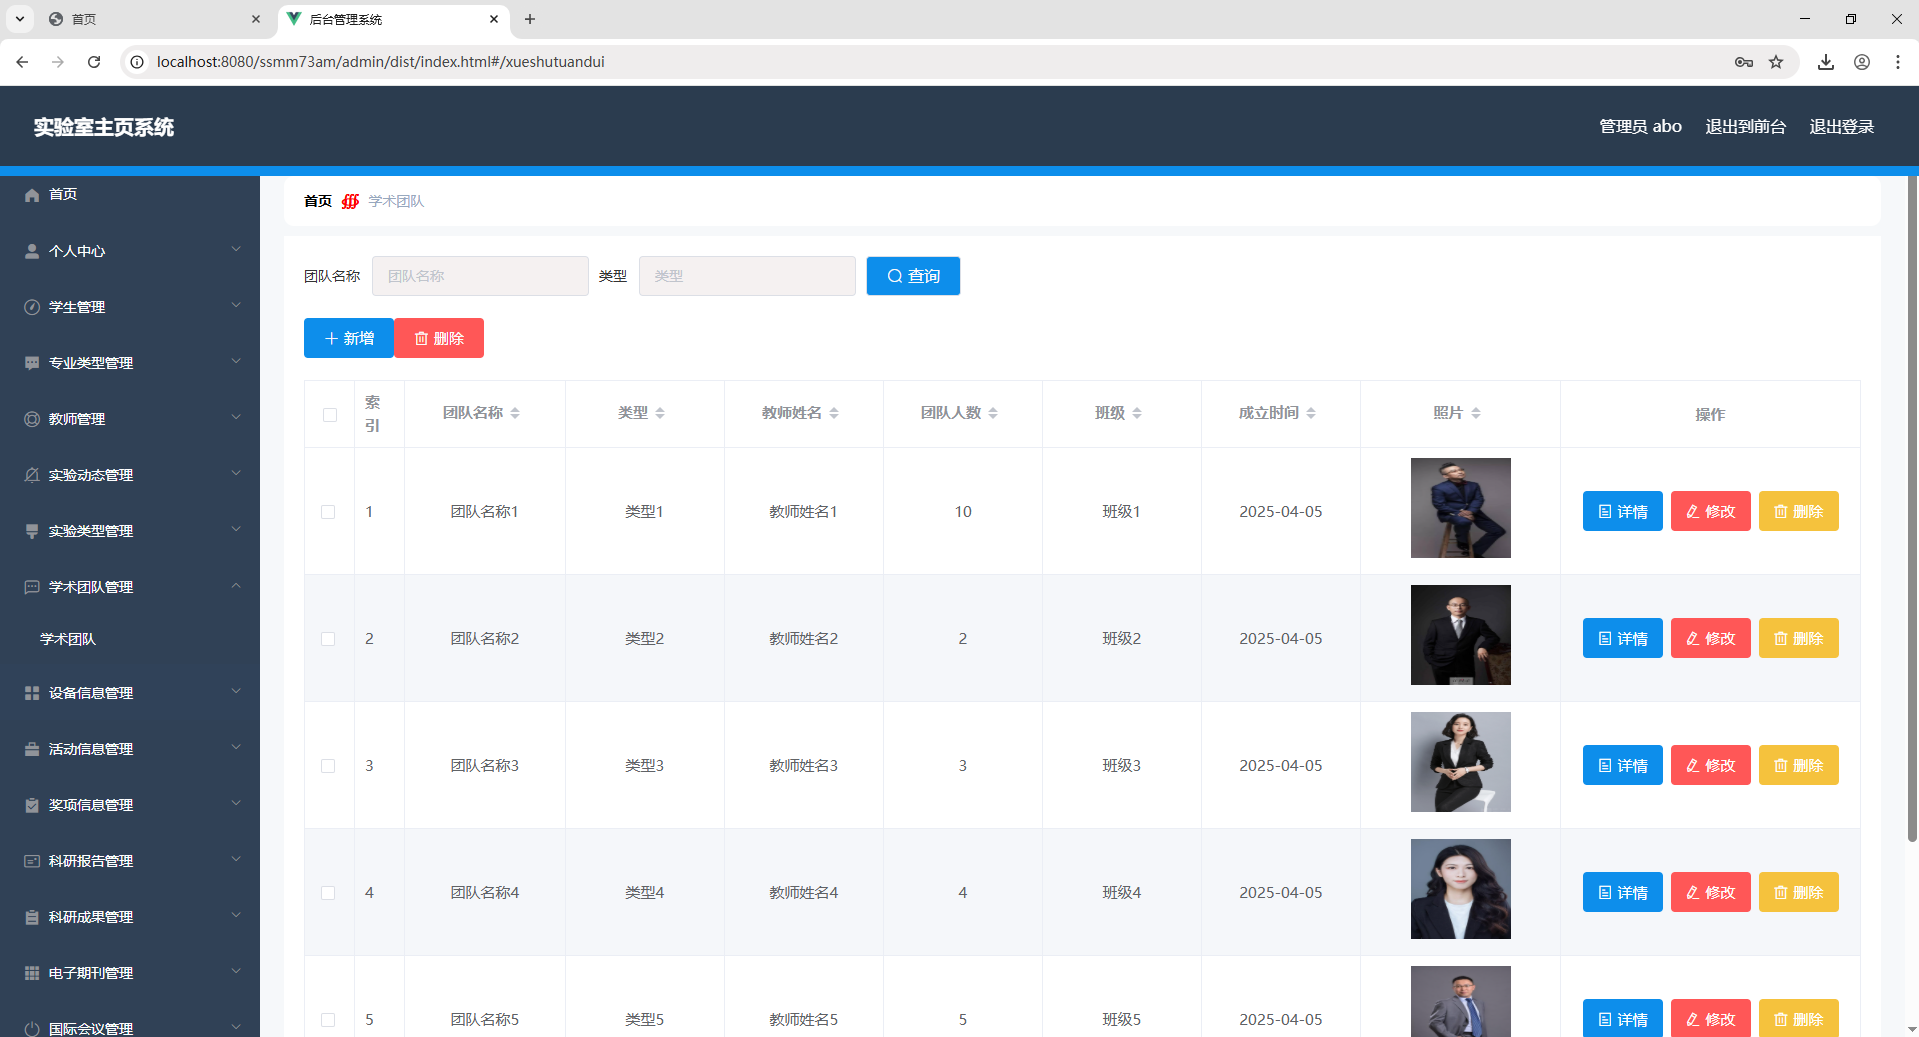 首页
后台管理系统
localhost:8080/ssmm73am/admin/dist/index.html#/xueshutuandui
实验室主页系统
管理员 abo 退出到前台 退出登录
首页
个人中心
学生管理
专业类型管理
教师管理
实验动态管理
实验类型管理
学术团队管理
学术团队
设备信息管理
活动信息管理
奖项信息管理
科研报告管理
科研成果管理
电子期刊管理
国际会议管理
首页 学术团队
团队名称 团队名称 类型 类型 查询
新增 删除
索引 团队名称 类型 教师姓名 团队人数 班级 成立时间 照片 操作
1 团队名称1 类型1 教师姓名1 10 班级1 2025-04-05 详情 修改 删除
2 团队名称2 类型2 教师姓名2 2 班级2 2025-04-05 详情 修改 删除
3 团队名称3 类型3 教师姓名3 3 班级3 2025-04-05 详情 修改 删除
4 团队名称4 类型4 教师姓名4 4 班级4 2025-04-05 详情 修改 删除
5 团队名称5 类型5 教师姓名5 5 班级5 2025-04-05 详情 修改 删除